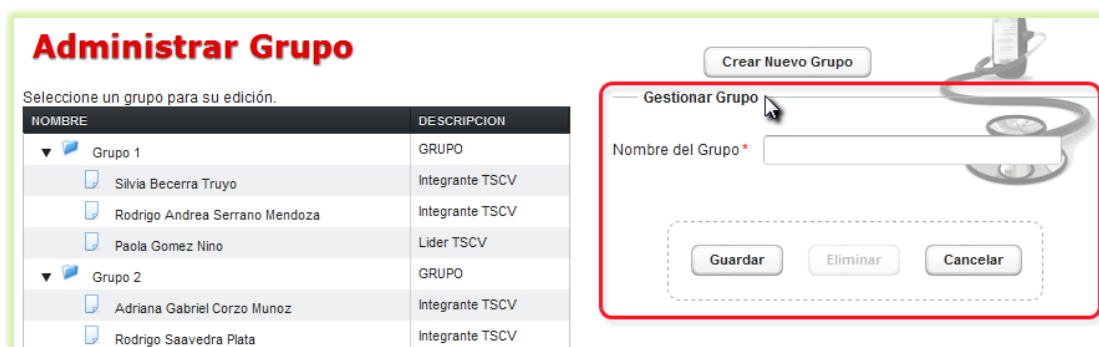 Administrar Grupo
Crear Nuevo Grupo
Seleccione un grupo para su edición.
NOMBRE DESCRIPCION
Grupo 1 GRUPO
Silvia Becerra Truyo Integrante TSCV
Rodrigo Andrea Serrano Mendoza Integrante TSCV
Paola Gomez Nino Lider TSCV
Grupo 2 GRUPO
Adriana Gabriel Corzo Munoz Integrante TSCV
Rodrigo Saavedra Plata Integrante TSCV
Gestionar Grupo
Nombre del Grupo *
Guardar Eliminar Cancelar